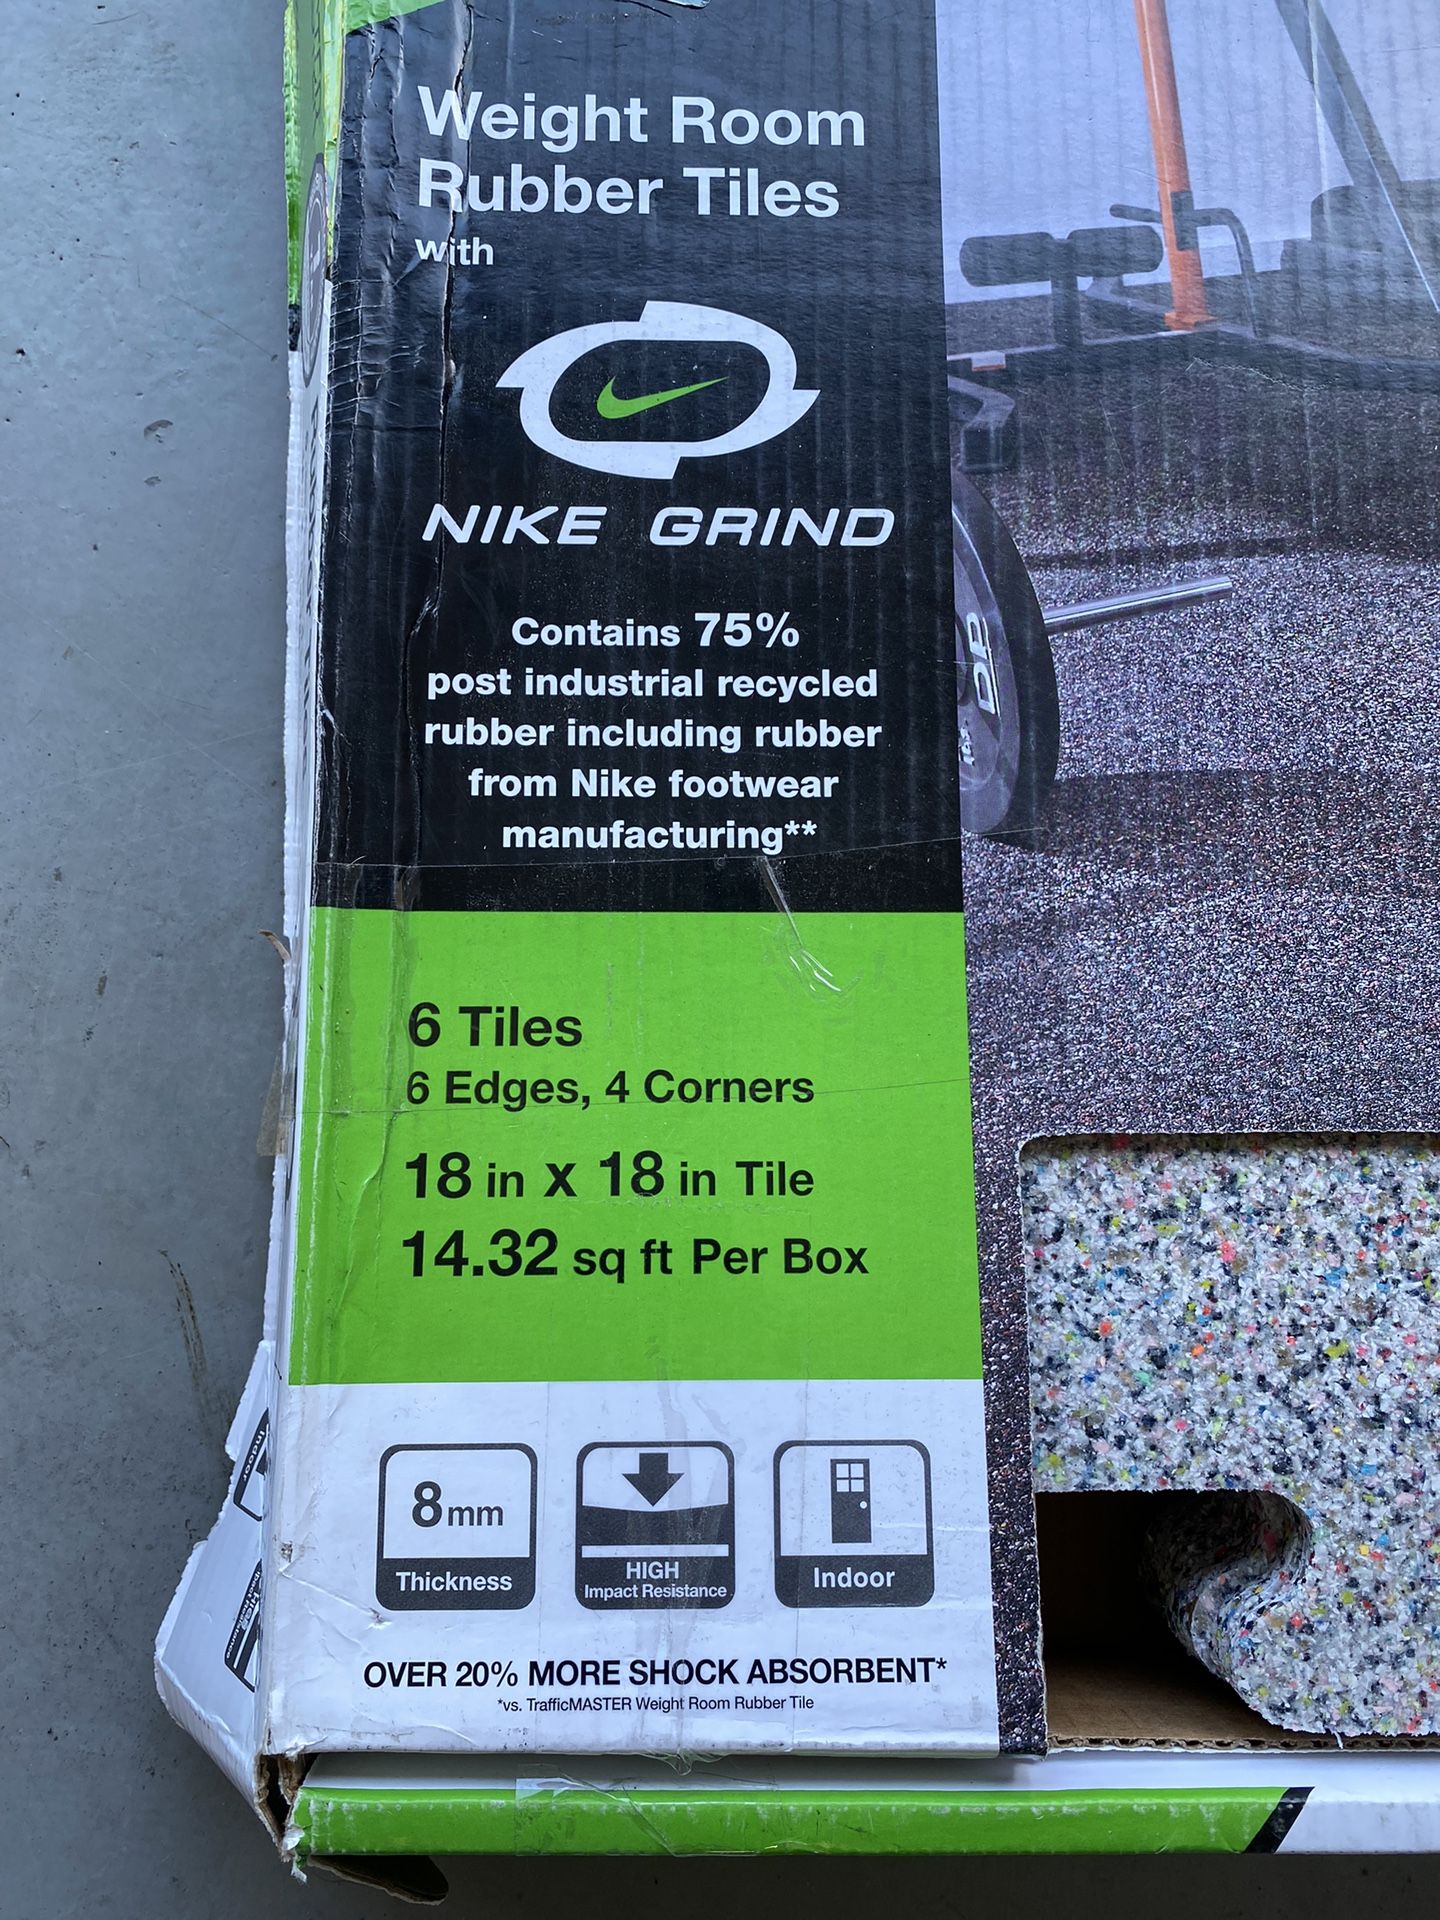 Weight Room
Rubber Tiles
with
NIKE GRIND
Contains 75%
post industrial recycled
rubber including rubber
from Nike footwear
manufacturing**
6 Tiles
6 Edges, 4 Corners
18 in x 18 in Tile
14.32 sq ft Per Box
8mm
Thickness
HIGH
Impact Resistance
Indoor
OVER 20% MORE SHOCK ABSORBENT*
*vs. TrafficMASTER Weight Room Rubber Tile
DP
Indoor